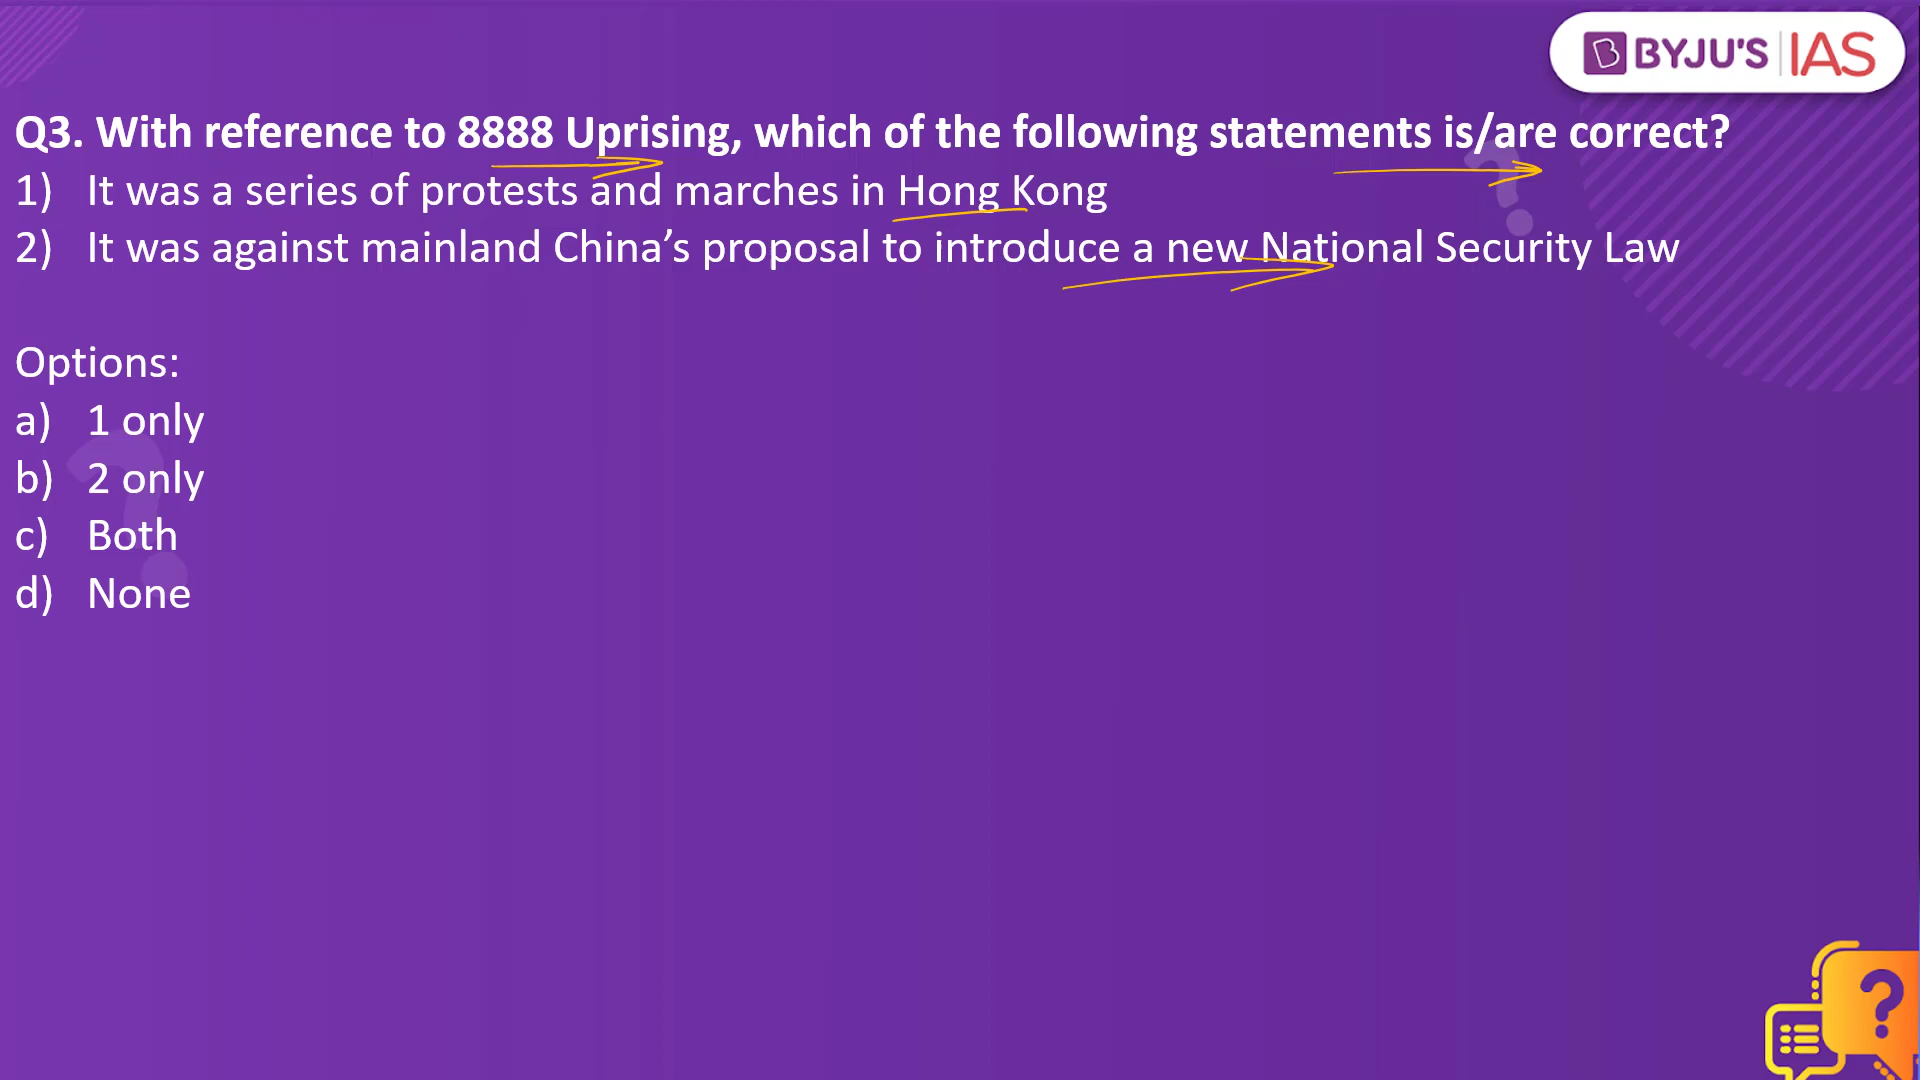 BYJU'S IAS
Q3. With reference to 8888 Uprising, which of the following statements is/are correct?
1) It was a series of protests and marches in Hong Kong
2) It was against mainland China’s proposal to introduce a new National Security Law
Options:
a) 1 only
b) 2 only
c) Both
d) None